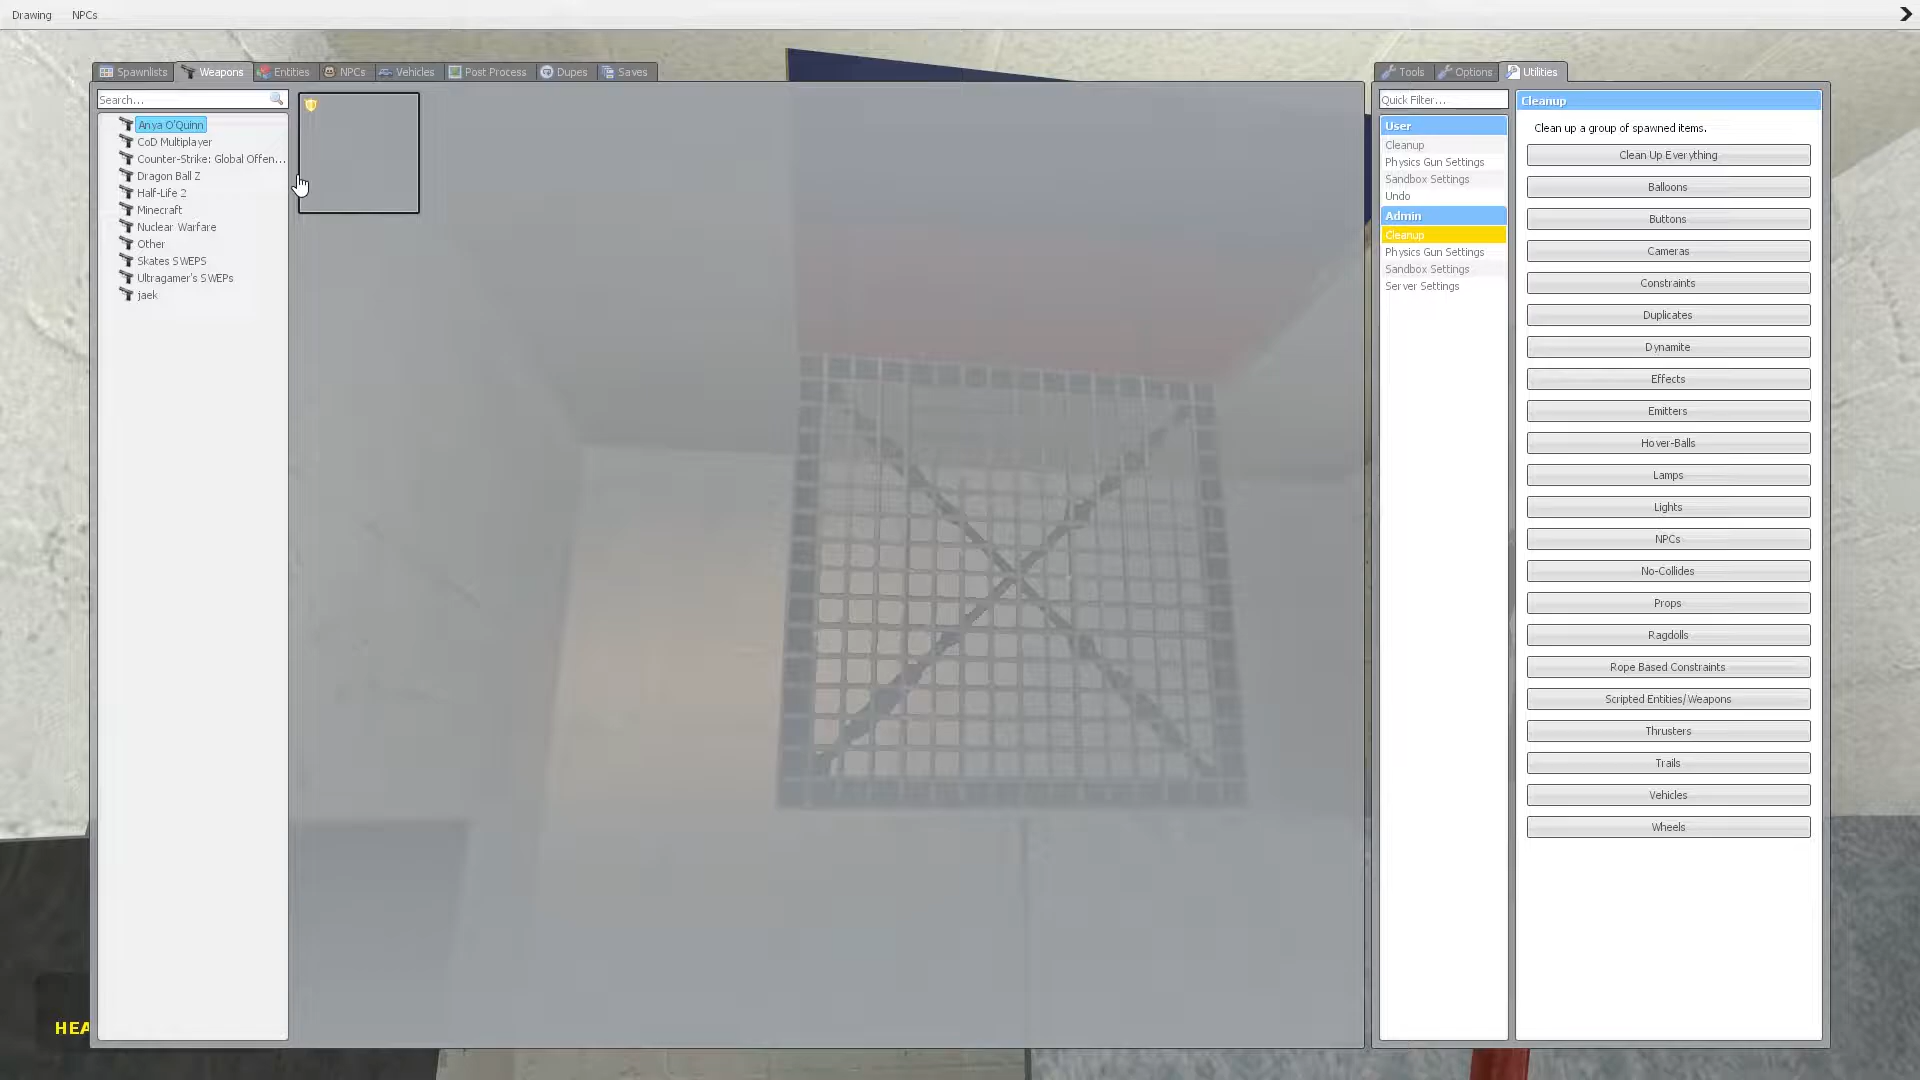 Drawing NPCs
Spawnlists Weapons Entities NPCs Vehicles Post Process Dupes Saves
Search...
Anya O'Quinn
CoD Multiplayer
Counter-Strike: Global Offen...
Dragon Ball Z
Half-Life 2
Minecraft
Nuclear Warfare
Other
Skates SWEPS
Ultragamer's SWEPs
jaek
HEA
Tools Options Utilities
Quick Filter...
User
Cleanup
Physics Gun Settings
Sandbox Settings
Undo
Admin
Cleanup
Physics Gun Settings
Sandbox Settings
Server Settings
Cleanup
Clean up a group of spawned items.
Clean Up Everything
Balloons
Buttons
Cameras
Constraints
Duplicates
Dynamite
Effects
Emitters
Hover-Balls
Lamps
Lights
NPCs
No-Collides
Props
Ragdolls
Rope Based Constraints
Scripted Entities/Weapons
Thrusters
Trails
Vehicles
Wheels